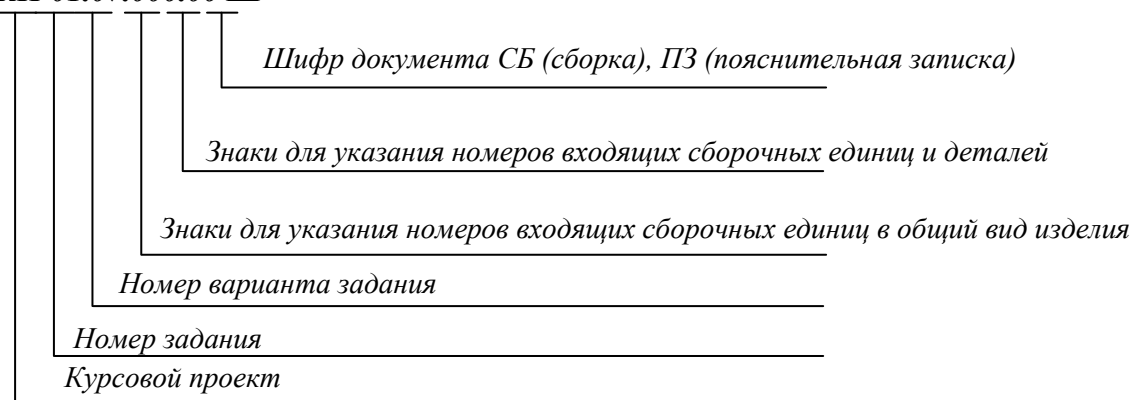 Шифр документа СБ (сборка), ПЗ (пояснительная записка)
Знаки для указания номеров входящих сборочных единиц и деталей
Знаки для указания номеров входящих сборочных единиц в общий вид изделия
Номер варианта задания
Номер задания
Курсовой проект